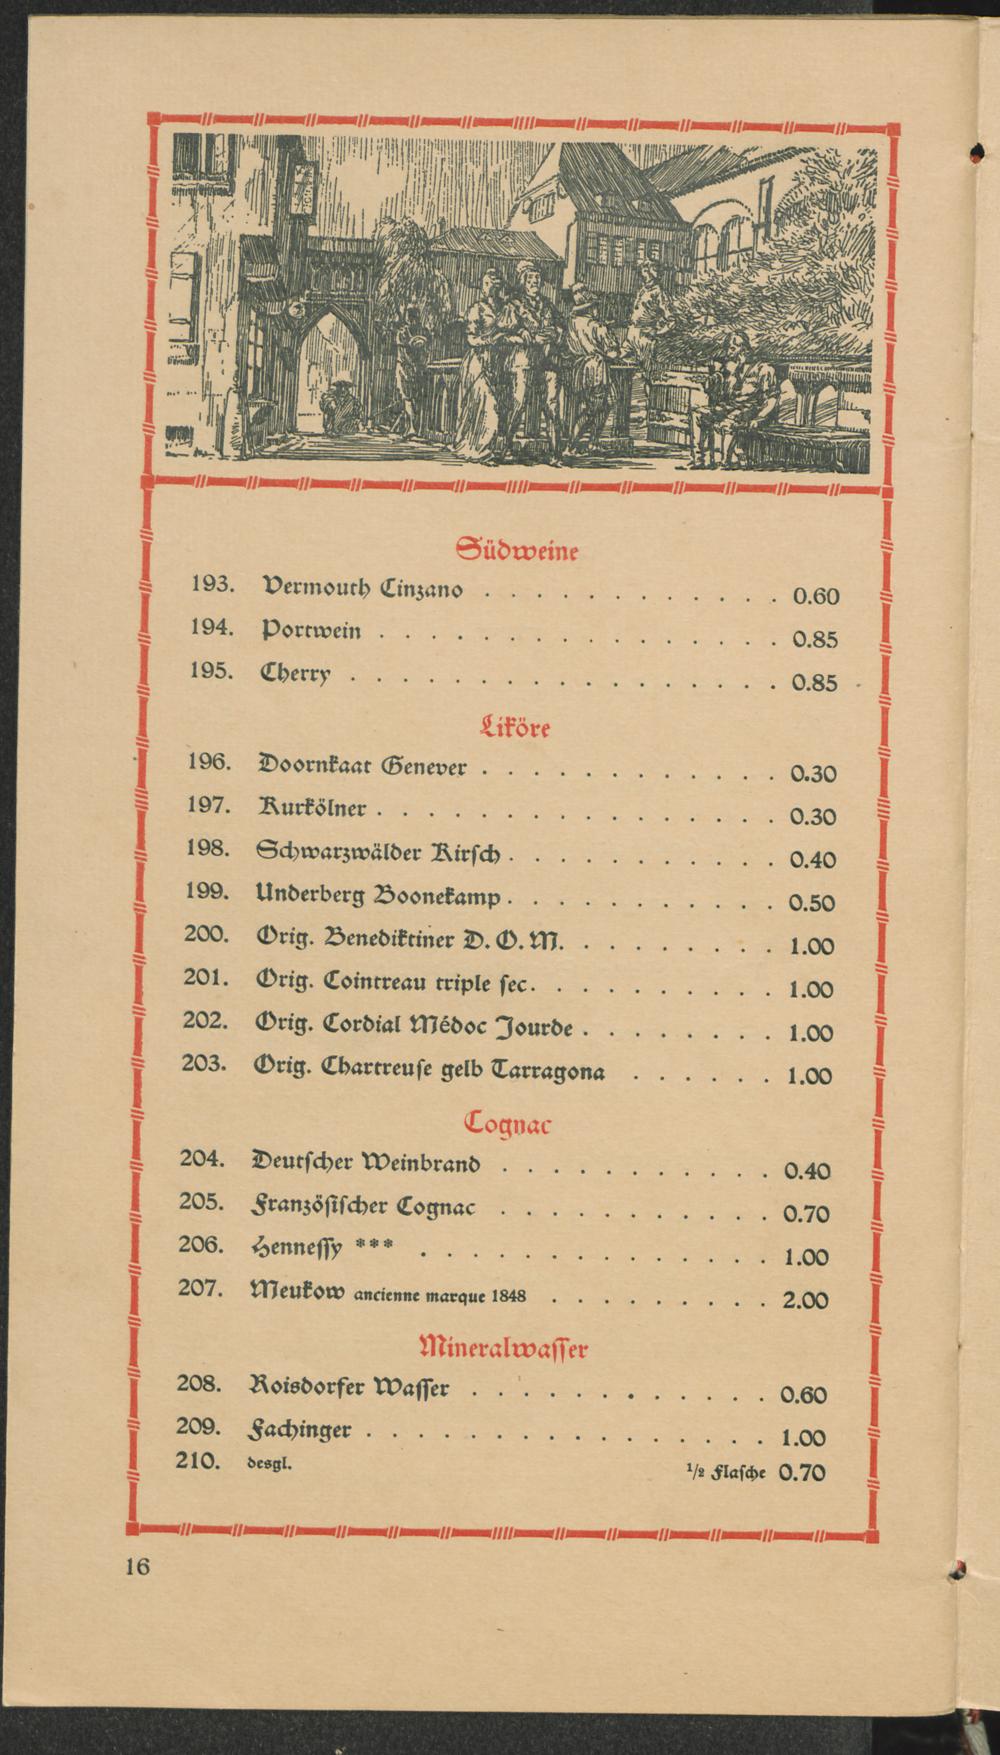 Südweine
193. Vermouth Cinzano . . . . . . . . . . . . 0.60
194. Portwein . . . . . . . . . . . . . . . . 0.85
195. Cherry . . . . . . . . . . . . . . . . . 0.85
Liköre
196. Doornkaat Genever . . . . . . . . . . . . 0.30
197. Kurkölner . . . . . . . . . . . . . . . . 0.30
198. Schwarzwälder Kirſch . . . . . . . . . . . 0.40
199. Underberg Boonekamp . . . . . . . . . . . 0.50
200. Orig. Benediktiner D. O. M. . . . . . . . . 1.00
201. Orig. Cointreau triple ſec. . . . . . . . . . 1.00
202. Orig. Cordial Médoc Jourde . . . . . . . . 1.00
203. Orig. Chartreuſe gelb Tarragona . . . . . . 1.00
Cognac
204. Deutſcher Weinbrand . . . . . . . . . . . 0.40
205. Franzöſiſcher Cognac . . . . . . . . . . . 0.70
206. Henneſſy *** . . . . . . . . . . . . . . 1.00
207. Meukow ancienne marque 1848 . . . . . . . . . 2.00
Mineralwaſſer
208. Roisdorfer Waſſer . . . . . . . . . . . . 0.60
209. Fachinger . . . . . . . . . . . . . . . . 1.00
210. desgl. 1/2 Flaſche 0.70
16